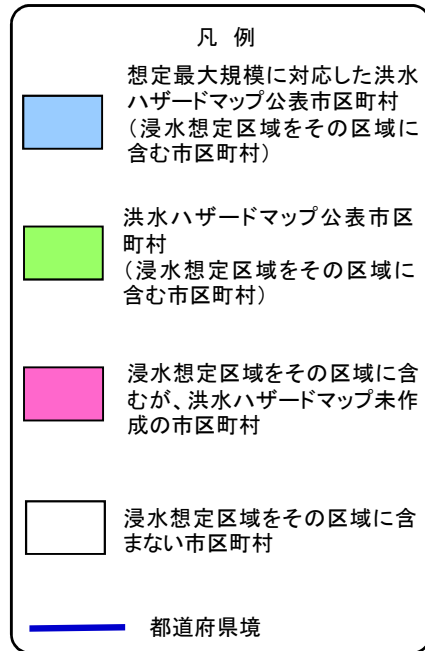 凡 例
想定最大規模に対応した洪水
ハザードマップ公表市区町村
（浸水想定区域をその区域に
含む市区町村）
洪水ハザードマップ公表市区
町村
（浸水想定区域をその区域に
含む市区町村）
浸水想定区域をその区域に含
むが、洪水ハザードマップ未作
成の市区町村
浸水想定区域をその区域に含
まない市区町村
都道府県境